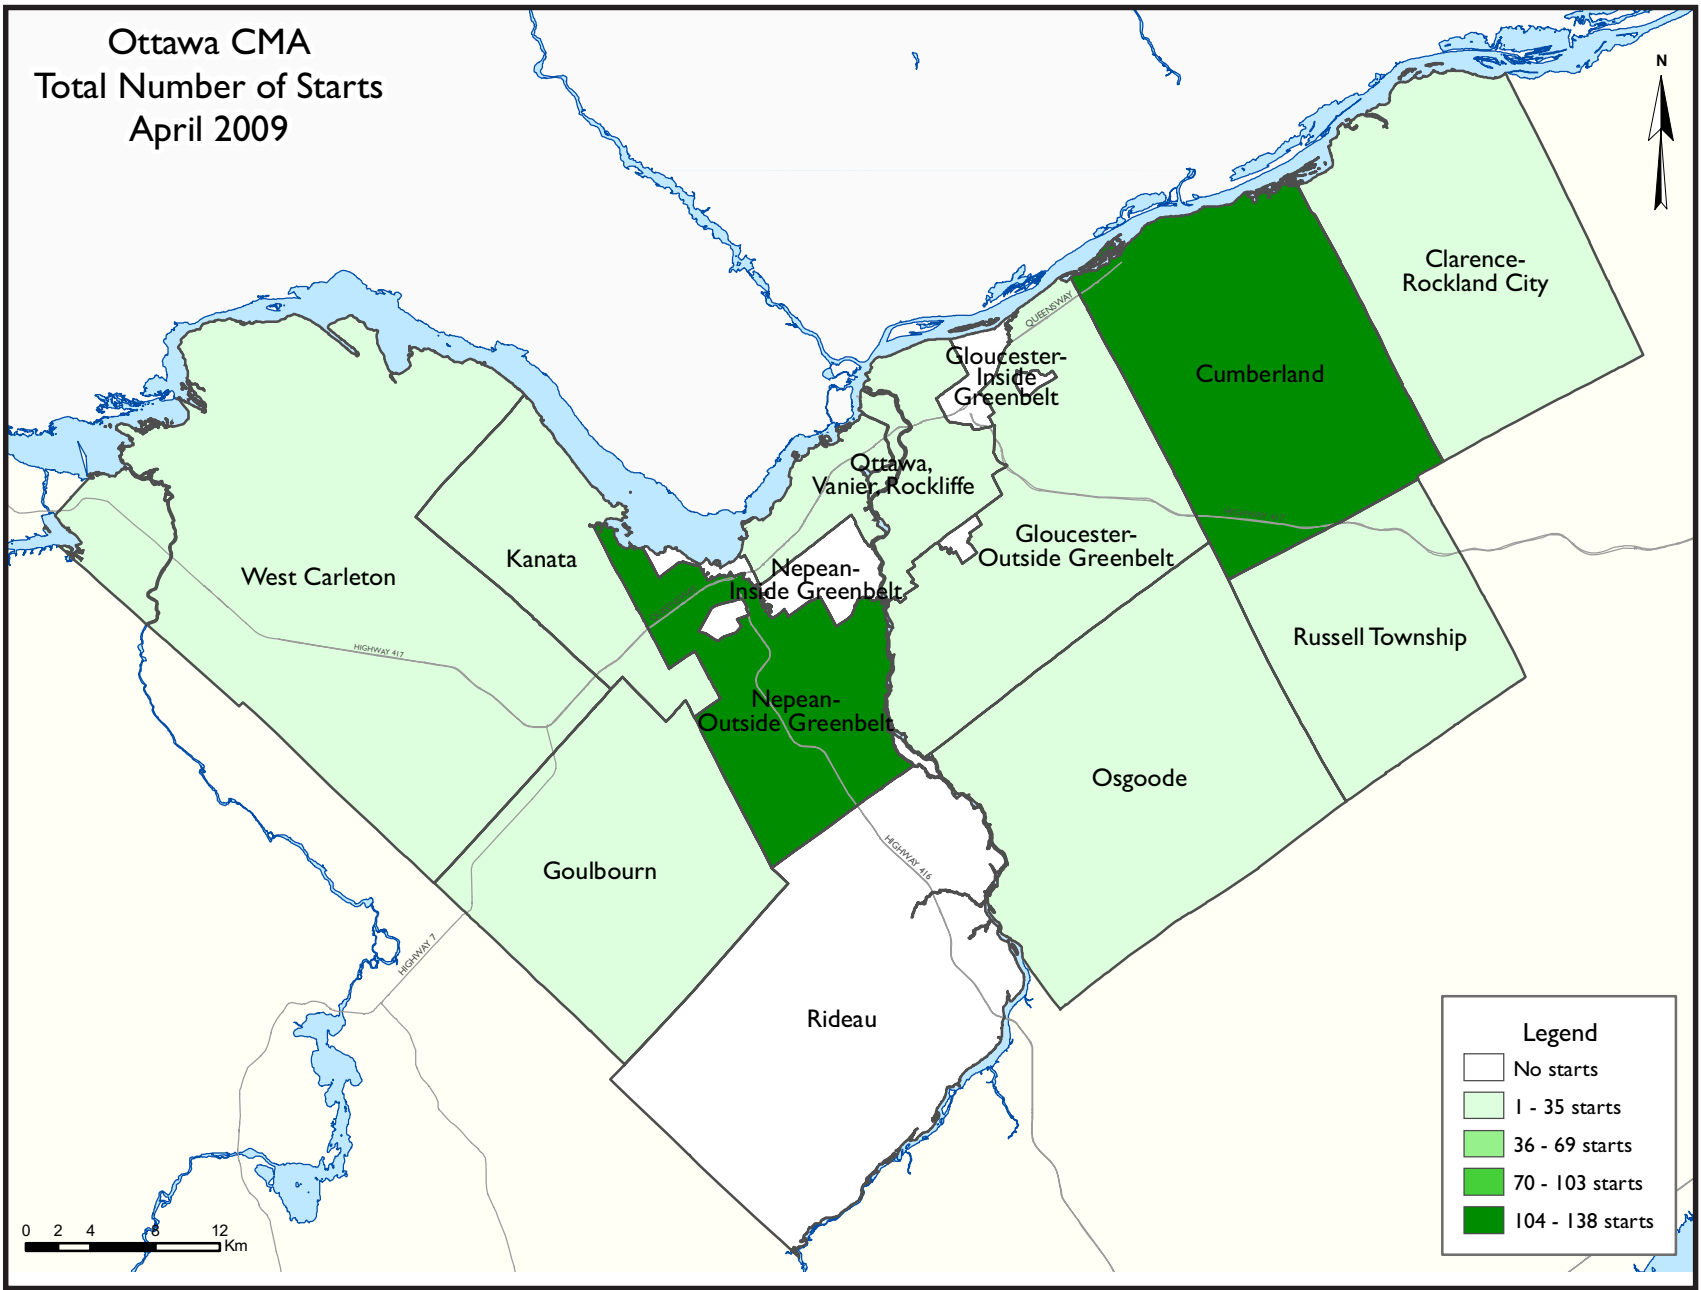 Ottawa CMA
Total Number of Starts
April 2009
N
Clarence-
Rockland City
QUEENSWAY
Gloucester-
Inside
Greenbelt
Cumberland
Ottawa,
Vanier, Rockliffe
Gloucester-
Outside Greenbelt
Kanata
West Carleton
Nepean-
Inside Greenbelt
Russell Township
HIGHWAY 417
Nepean-
Outside Greenbelt
Osgoode
Goulbourn
HIGHWAY 416
HIGHWAY 7
Rideau
Legend
No starts
1 - 35 starts
36 - 69 starts
70 - 103 starts
104 - 138 starts
0 2 4 8 12
Km